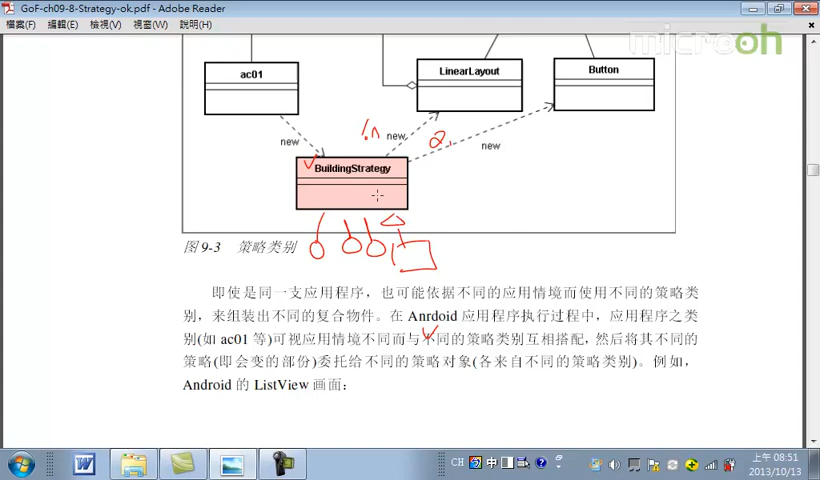 GoF-ch09-8-Strategy-ok.pdf - Adobe Reader
檔案(F) 編輯(E) 檢視(V) 視窗(W) 說明(H)
microoh
ac01
LinearLayout
Button
new
new
new
1.n
2.
BuildingStrategy
图 9-3 策略类别
即使是同一支应用程序，也可能依据不同的应用情境而使用不同的策略类
别，来组装出不同的复合物件。在 Anrdoid 应用程序执行过程中，应用程序之类
别(如 ac01 等)可视应用情境不同而与不同的策略类别互相搭配，然后将其不同的
策略(即会变的部份)委托给不同的策略对象(各来自不同的策略类别)。例如，
Android 的 ListView 画面：
CH 中
上午 08:51
2013/10/13